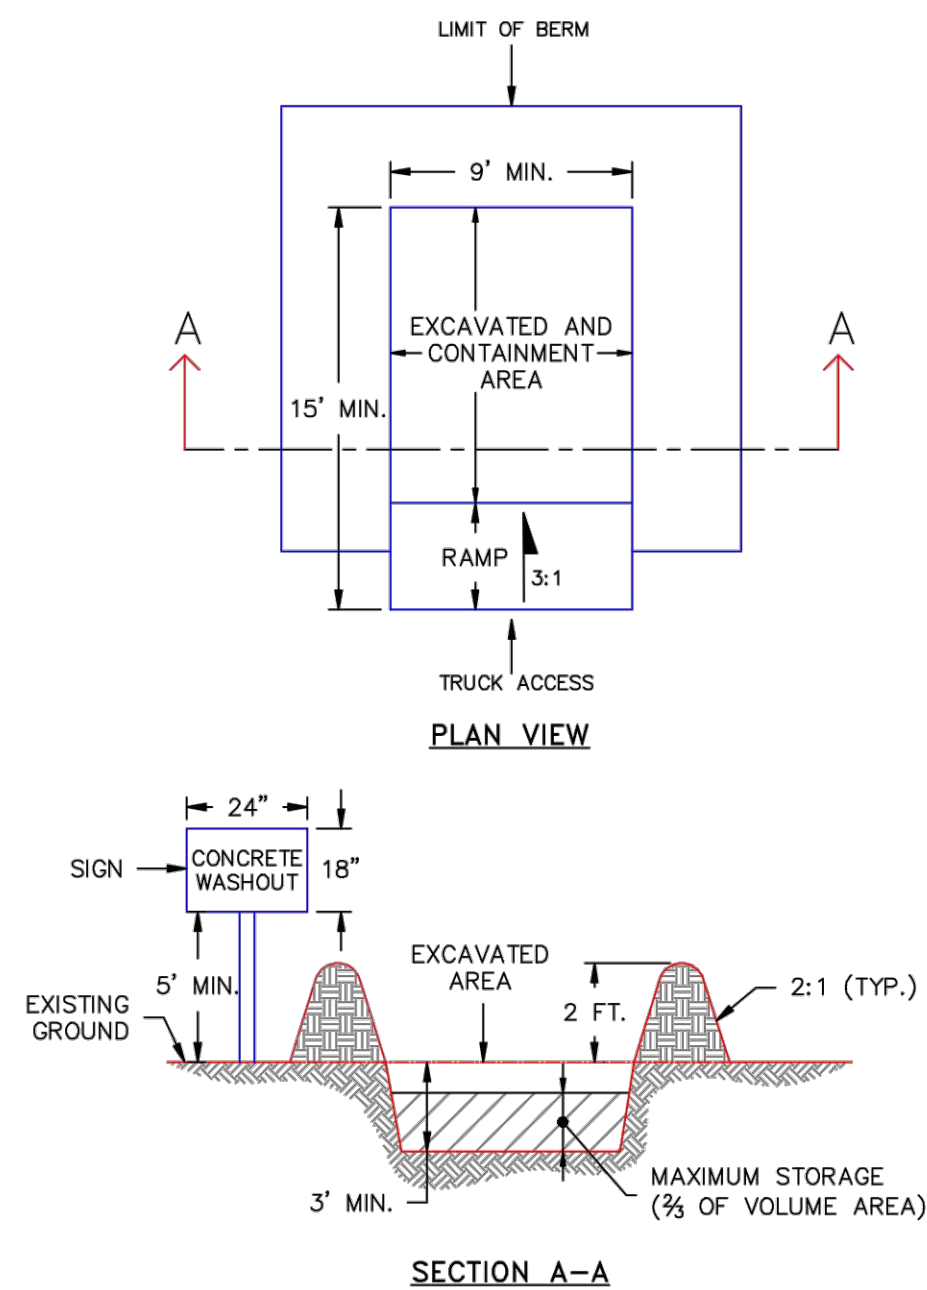 LIMIT OF BERM
9' MIN.
A
A
EXCAVATED AND
CONTAINMENT
AREA
15' MIN.
RAMP
3:1
TRUCK ACCESS
PLAN VIEW
24"
SIGN
CONCRETE
WASHOUT
18"
5' MIN.
EXCAVATED
AREA
EXISTING
GROUND
2 FT.
2:1 (TYP.)
3' MIN.
MAXIMUM STORAGE
(⅔ OF VOLUME AREA)
SECTION A-A